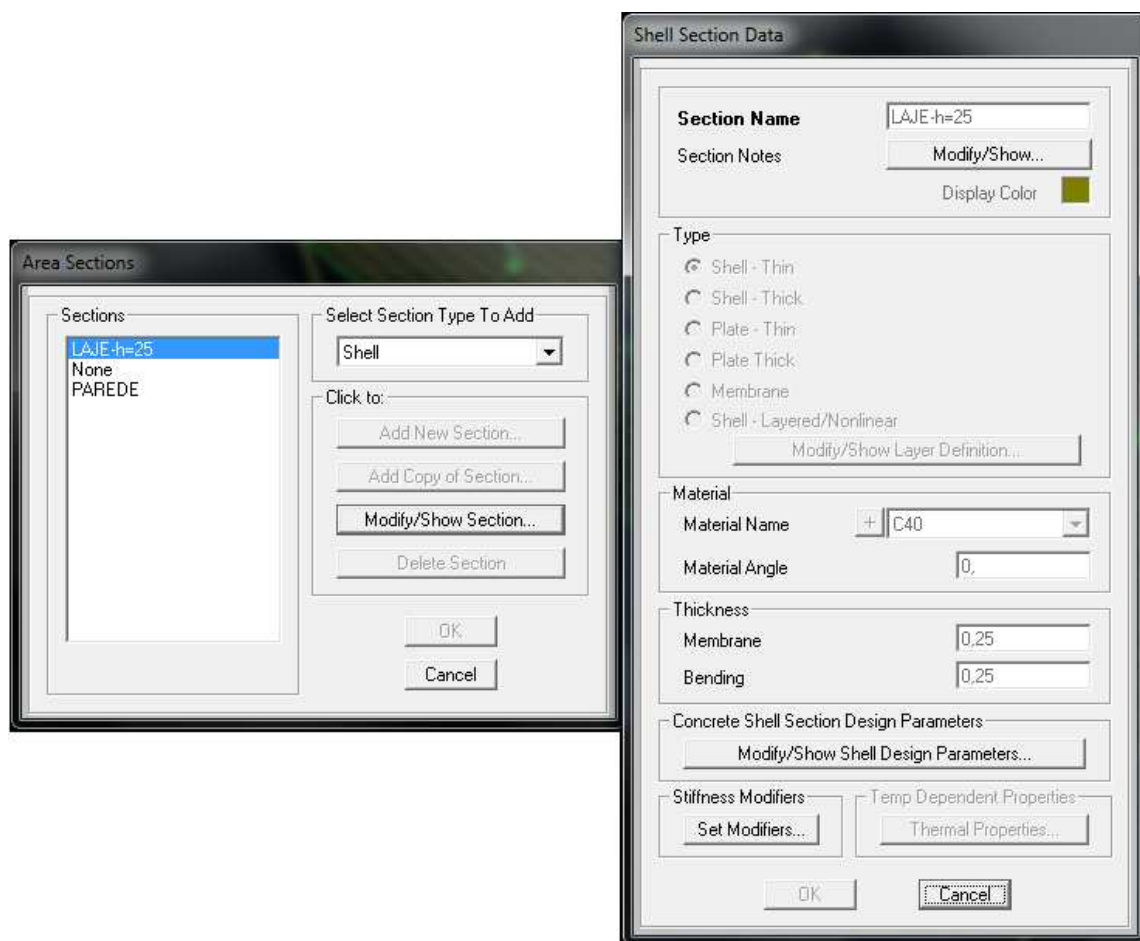 Area Sections
Sections
LAJE-h=25
None
PAREDE
Select Section Type To Add
Shell
Click to:
Add New Section...
Add Copy of Section...
Modify/Show Section...
Delete Section
OK
Cancel
Shell Section Data
Section Name
LAJE-h=25
Section Notes
Modify/Show...
Display Color
Type
Shell - Thin
Shell - Thick
Plate - Thin
Plate Thick
Membrane
Shell - Layered/Nonlinear
Modify/Show Layer Definition...
Material
Material Name
+
C40
Material Angle
0,
Thickness
Membrane
0,25
Bending
0,25
Concrete Shell Section Design Parameters
Modify/Show Shell Design Parameters...
Stiffness Modifiers
Set Modifiers...
Temp Dependent Properties
Thermal Properties...
OK
Cancel